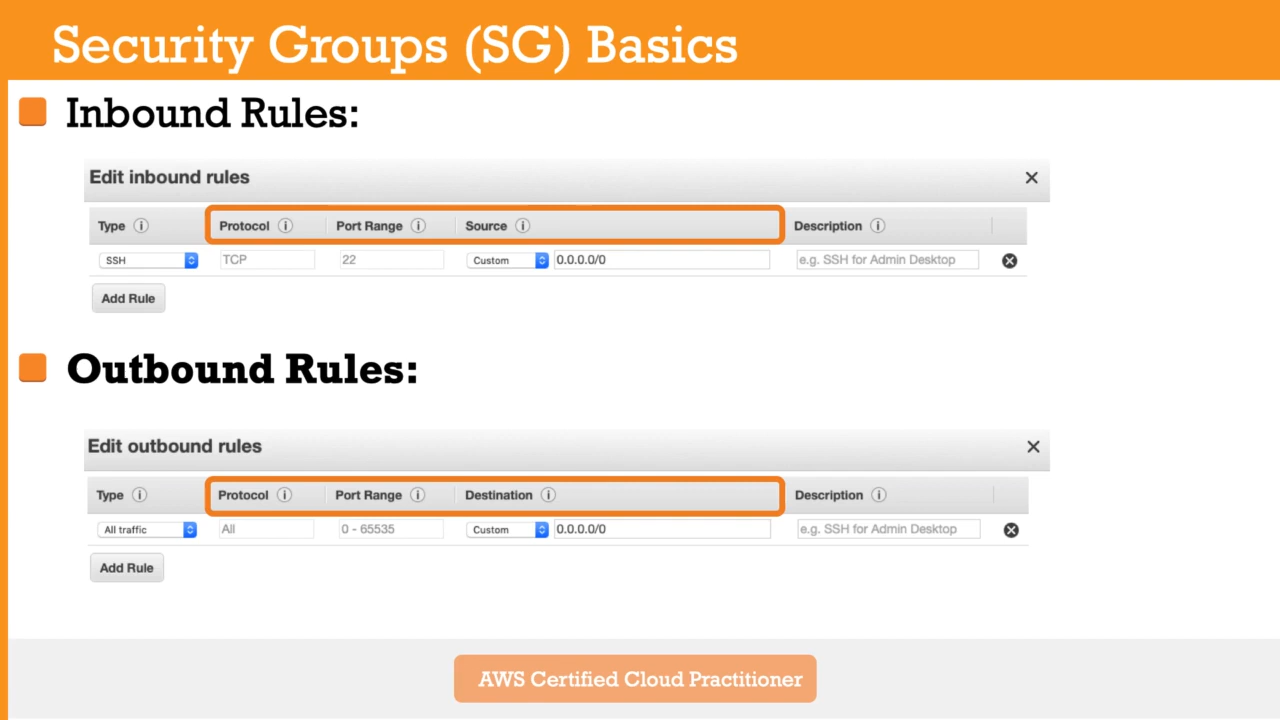 Security Groups (SG) Basics
Inbound Rules:
Edit inbound rules
Type Protocol Port Range Source Description
SSH TCP 22 Custom 0.0.0.0/0 e.g. SSH for Admin Desktop
Add Rule
Outbound Rules:
Edit outbound rules
Type Protocol Port Range Destination Description
All traffic All 0 - 65535 Custom 0.0.0.0/0 e.g. SSH for Admin Desktop
Add Rule
AWS Certified Cloud Practitioner